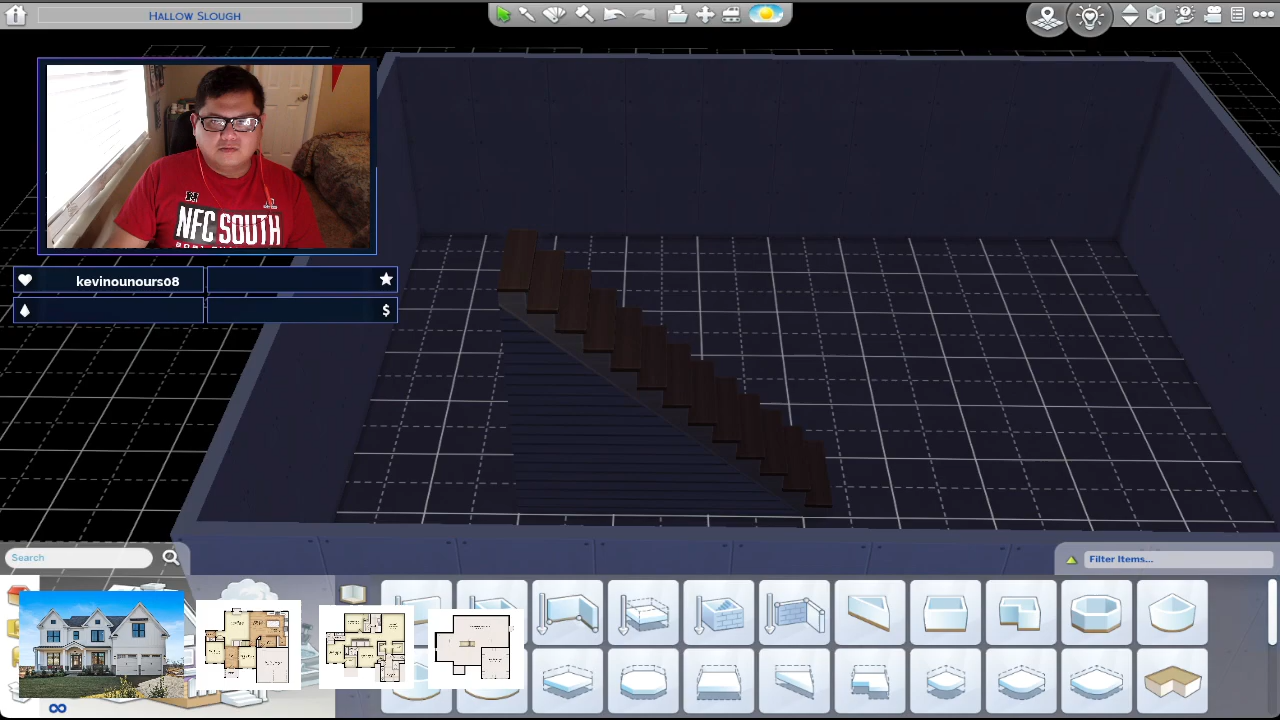 HALLOW SLOUGH
NFC SOUTH
kevinounours08
$
Search
Filter Items...